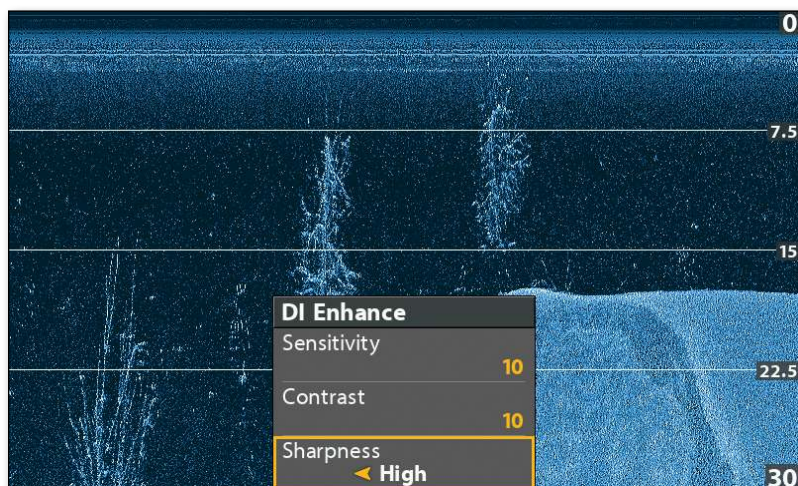 0
7.5
15
DI Enhance
Sensitivity
10
22.5
Contrast
10
Sharpness
High
30